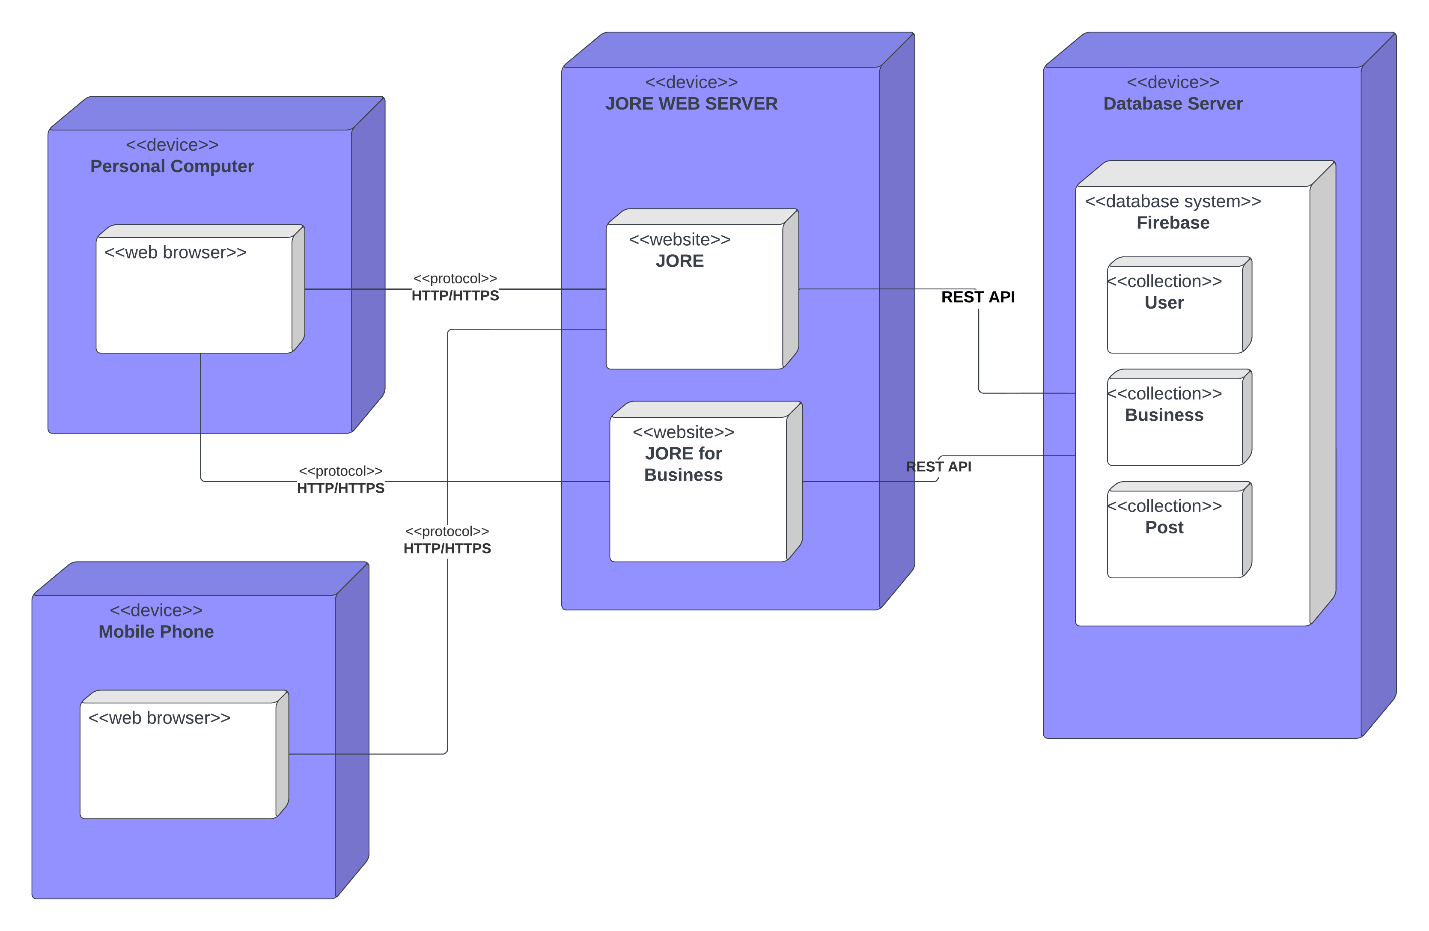 <<device>>
Personal Computer
<<web browser>>
<<protocol>>
HTTP/HTTPS
<<protocol>>
HTTP/HTTPS
<<protocol>>
HTTP/HTTPS
<<device>>
Mobile Phone
<<web browser>>
<<device>>
JORE WEB SERVER
<<website>>
JORE
<<website>>
JORE for
Business
REST API
REST API
<<device>>
Database Server
<<database system>>
Firebase
<<collection>>
User
<<collection>>
Business
<<collection>>
Post